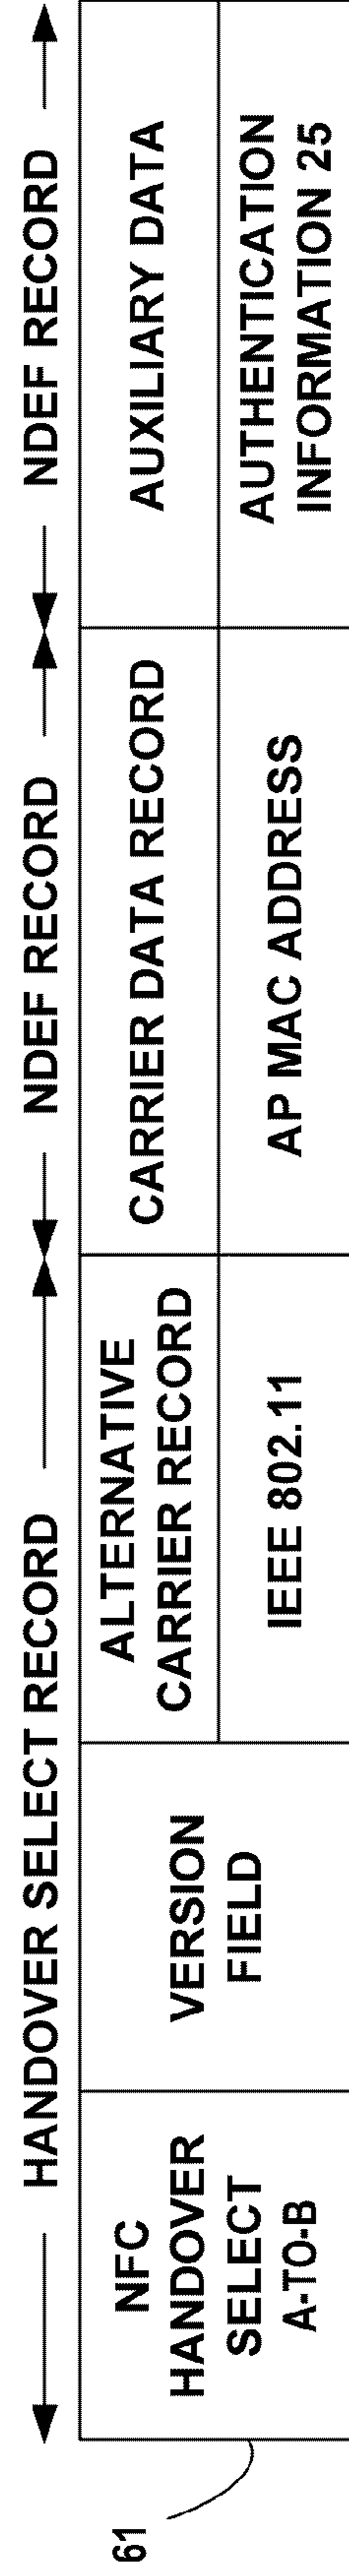 HANDOVER SELECT RECORD
NDEF RECORD
NDEF RECORD
61
NFC
HANDOVER
SELECT
A-TO-B
VERSION
FIELD
ALTERNATIVE
CARRIER RECORD
IEEE 802.11
CARRIER DATA RECORD
AP MAC ADDRESS
AUXILIARY DATA
AUTHENTICATION
INFORMATION 25